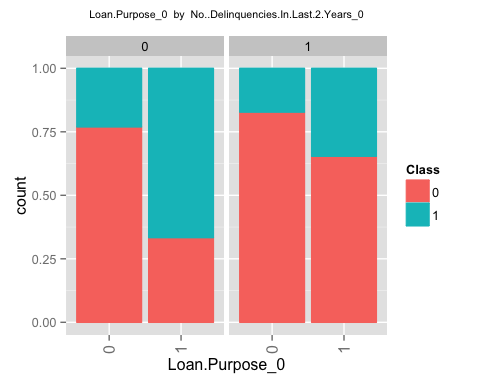 Loan.Purpose_0 by No..Delinquencies.In.Last.2.Years_0
0 1
1.00
0.75
0.50
0.25
0.00
count
0 1 0 1
Loan.Purpose_0
Class
0
1